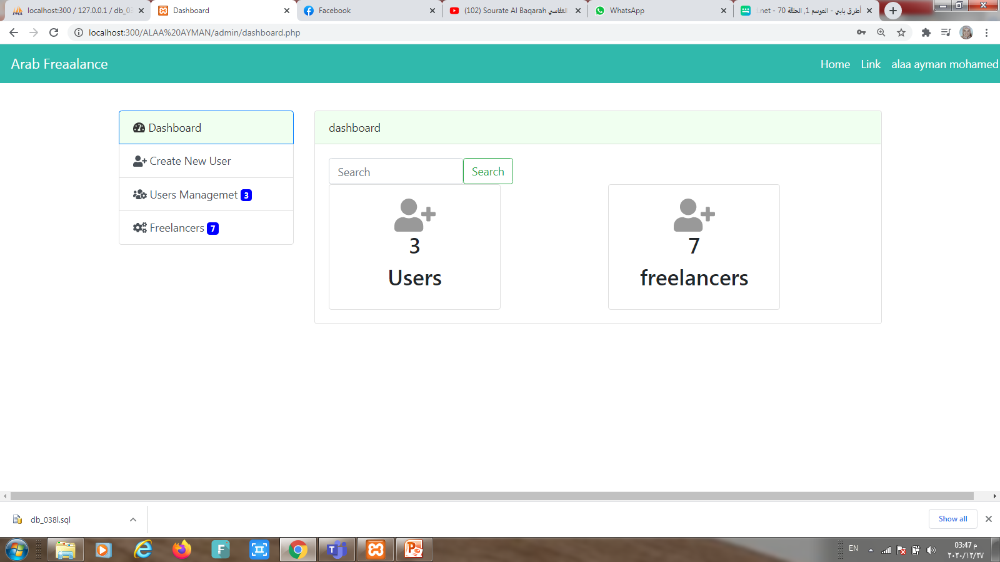 localhost:300 / 127.0.0.1 / db_03
Dashboard
Facebook
(102) Sourate Al Baqarah
WhatsApp
أطرق بابي - الموسم 1, الحلقة 70 - l.net
localhost:300/ALAA%20AYMAN/admin/dashboard.php
Arab Freaalance
Home Link alaa ayman mohamed
Dashboard
Create New User
Users Managemet 3
Freelancers 7
dashboard
Search Search
3
Users
7
freelancers
db_038l.sql
Show all
EN
03:47 م
٢٠٢٠/١٢/٢٧